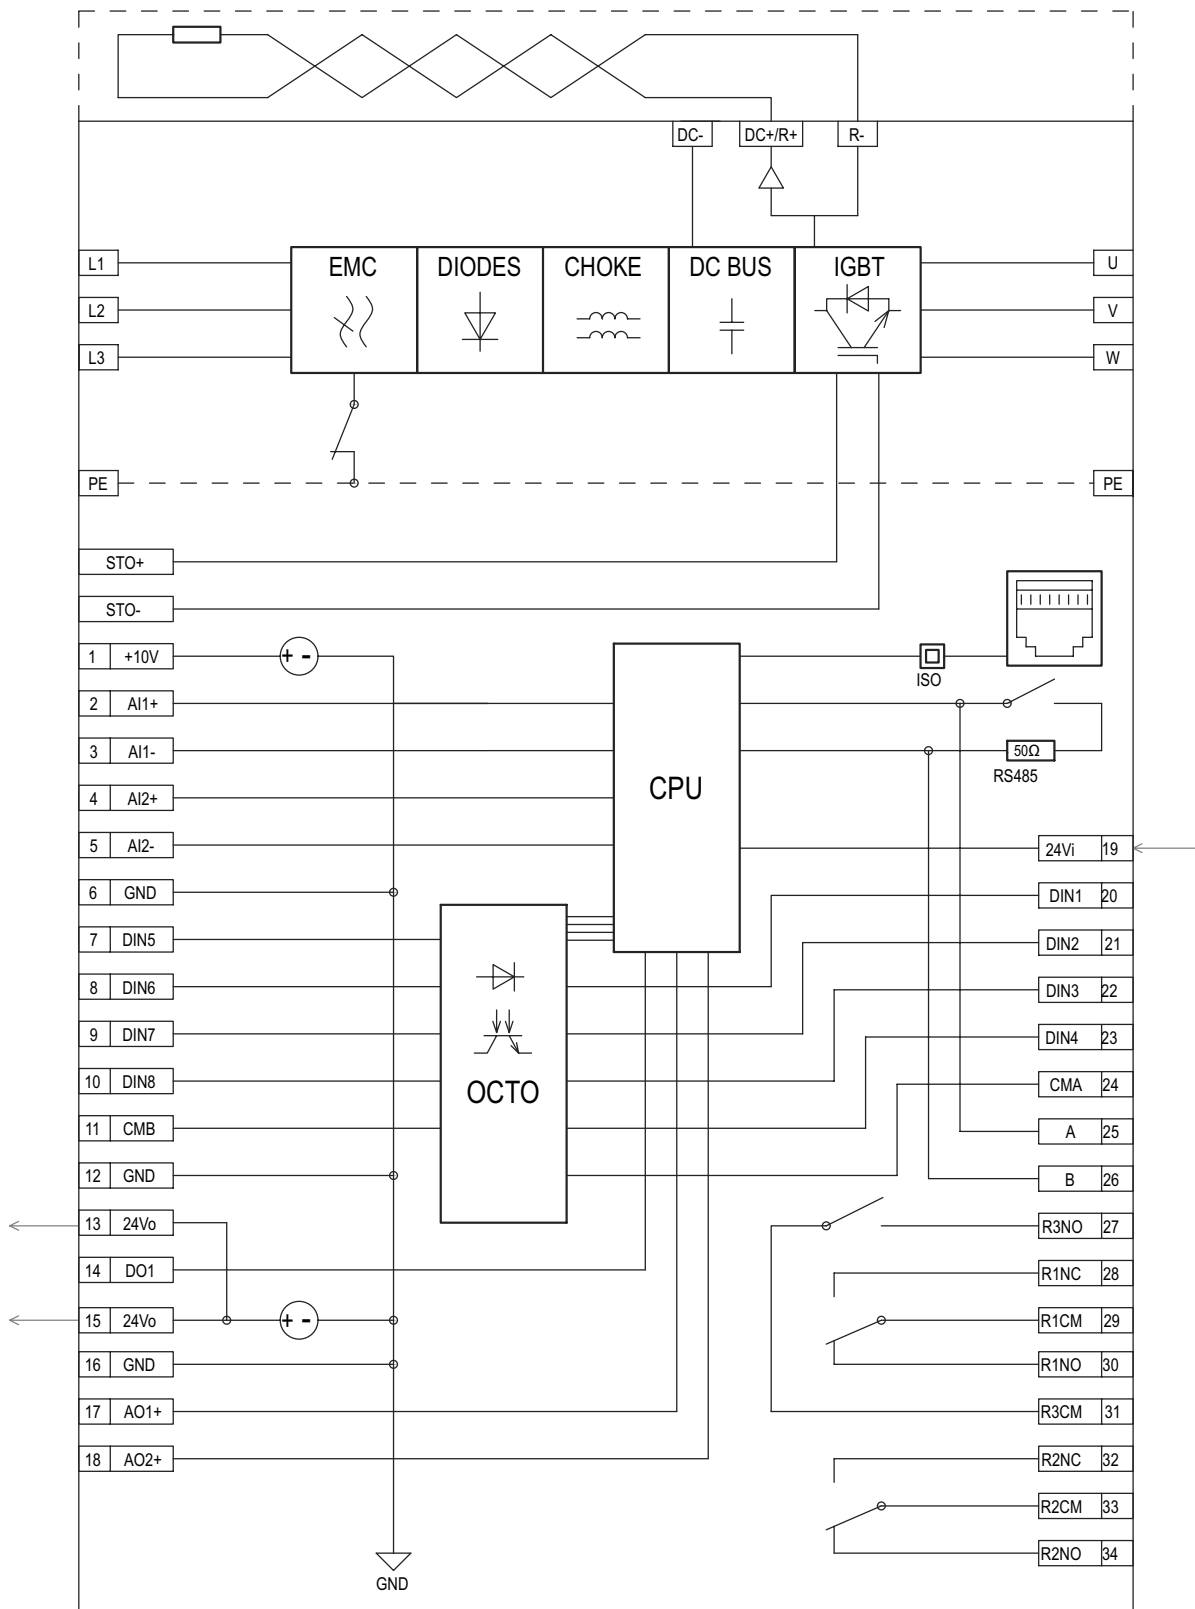 DC-
DC+/R+
R-
L1
EMC
DIODES
CHOKE
DC BUS
IGBT
U
L2
V
L3
W
PE
PE
STO+
STO-
1 +10V
+ -
ISO
2 AI1+
3 AI1-
50Ω
RS485
CPU
4 AI2+
5 AI2-
24Vi 19
6 GND
DIN1 20
7 DIN5
DIN2 21
8 DIN6
DIN3 22
9 DIN7
DIN4 23
10 DIN8
OCTO
CMA 24
11 CMB
A 25
12 GND
B 26
13 24Vo
R3NO 27
14 DO1
R1NC 28
15 24Vo
+ -
R1CM 29
16 GND
R1NO 30
17 AO1+
R3CM 31
18 AO2+
R2NC 32
R2CM 33
R2NO 34
GND